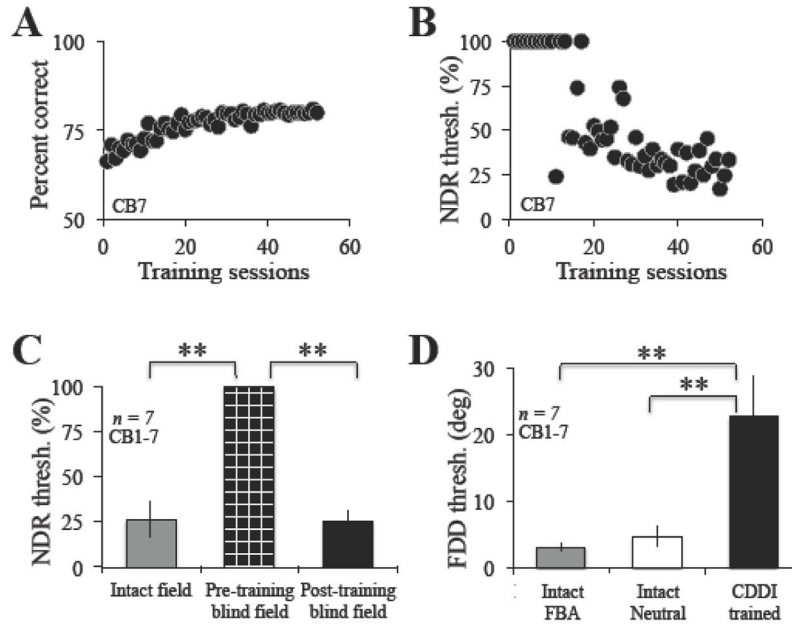 A
Percent correct
100
75
50
CB7
0
20
40
60
Training sessions
B
NDR thresh. (%)
100
75
50
25
0
CB7
0
20
40
60
Training sessions
C
NDR thresh. (%)
100
75
50
25
0
**
**
n = 7
CB1-7
Intact field
Pre-training
blind field
Post-training
blind field
D
FDD thresh. (deg)
30
20
10
0
**
**
n = 7
CB1-7
Intact
FBA
Intact
Neutral
CDDI
trained